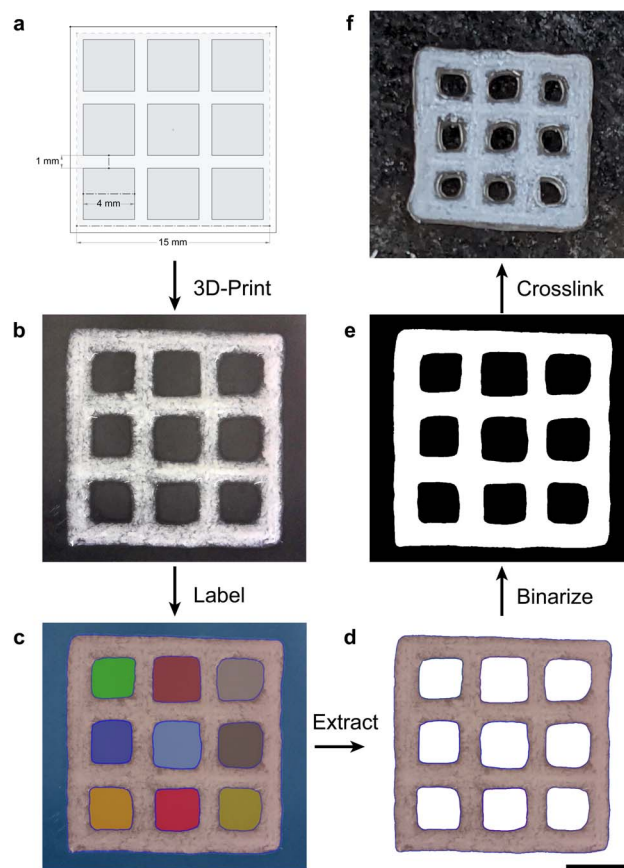 a
1 mm
4 mm
15 mm
3D-Print
b
Label
c
Extract
d
Binarize
e
Crosslink
f